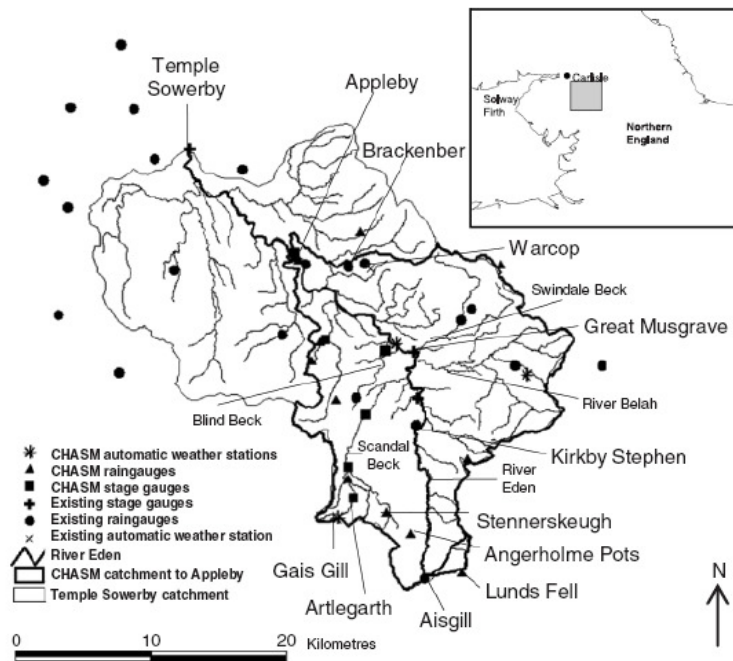 Temple
Sowerby
Appleby
Brackenber
Carlisle
Solway
Firth
Northern
England
Warcop
Swindale Beck
Great Musgrave
River Belah
Blind Beck
Kirkby Stephen
Scandal
Beck
River
Eden
Stennerskeugh
Angerholme Pots
Gais Gill
Lunds Fell
Artlegarth
Aisgill
CHASM automatic weather stations
CHASM raingauges
CHASM stage gauges
Existing stage gauges
Existing raingauges
Existing automatic weather station
River Eden
CHASM catchment to Appleby
Temple Sowerby catchment
0 10 20 Kilometres
N